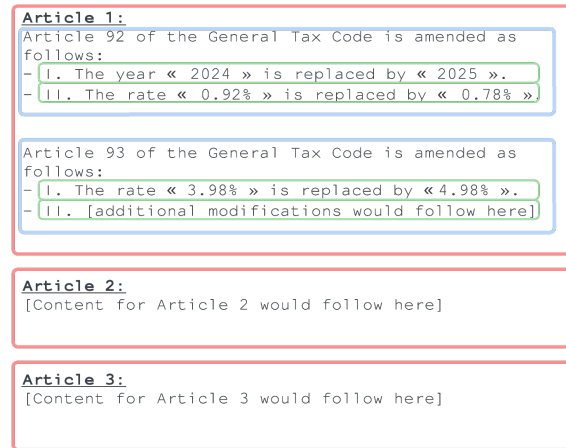 Article 1:
Article 92 of the General Tax Code is amended as
follows:
- I. The year « 2024 » is replaced by « 2025 ».
- II. The rate « 0.92% » is replaced by « 0.78% ».
Article 93 of the General Tax Code is amended as
follows:
- I. The rate « 3.98% » is replaced by «4.98% ».
- II. [additional modifications would follow here]
Article 2:
[Content for Article 2 would follow here]
Article 3:
[Content for Article 3 would follow here]